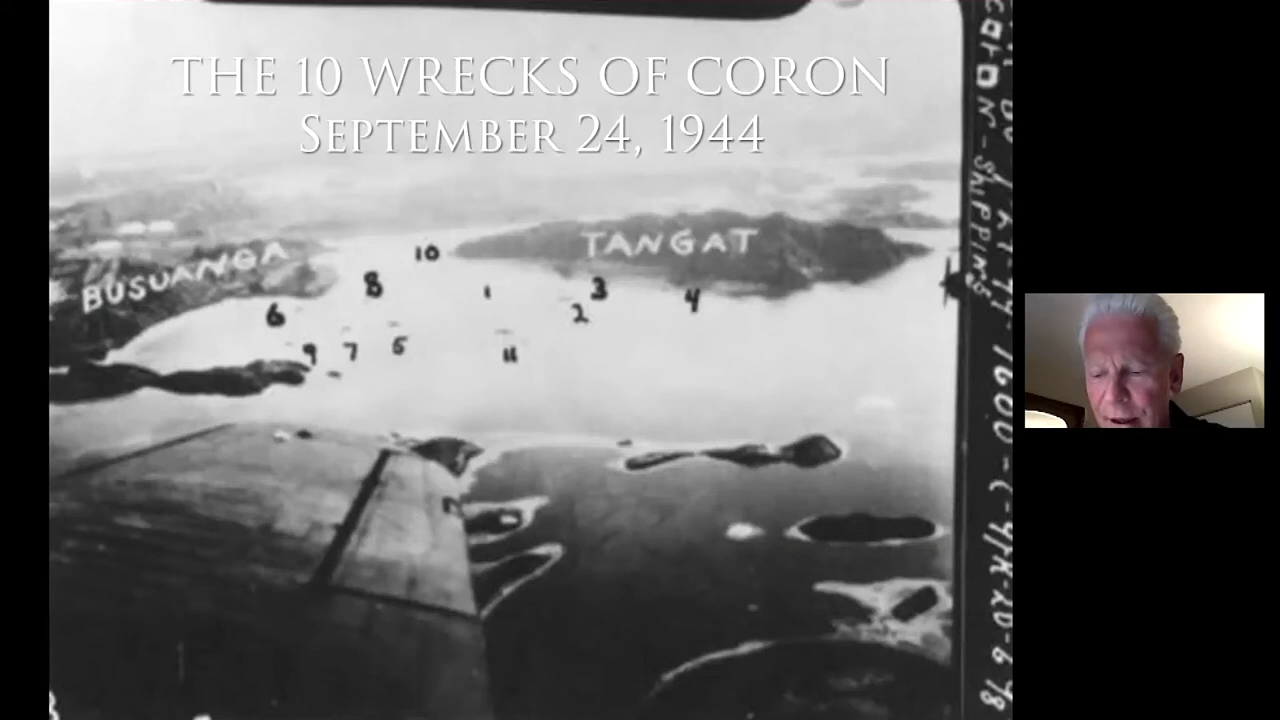 THE 10 WRECKS OF CORON
SEPTEMBER 24, 1944
TANGAT
BUSUANGA
10
8
1
3
4
6
2
9
7
5
11
CORON - SHIPPING